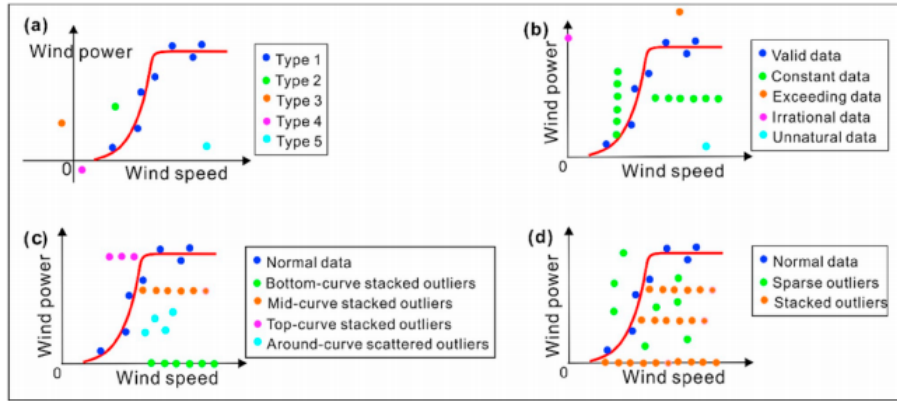 (a)
Wind power
Type 1
Type 2
Type 3
Type 4
Type 5
0
Wind speed
(b)
Wind power
Valid data
Constant data
Exceeding data
Irrational data
Unnatural data
0
Wind speed
(c)
Wind power
Normal data
Bottom-curve stacked outliers
Mid-curve stacked outliers
Top-curve stacked outliers
Around-curve scattered outliers
0
Wind speed
(d)
Wind power
Normal data
Sparse outliers
Stacked outliers
0
Wind speed